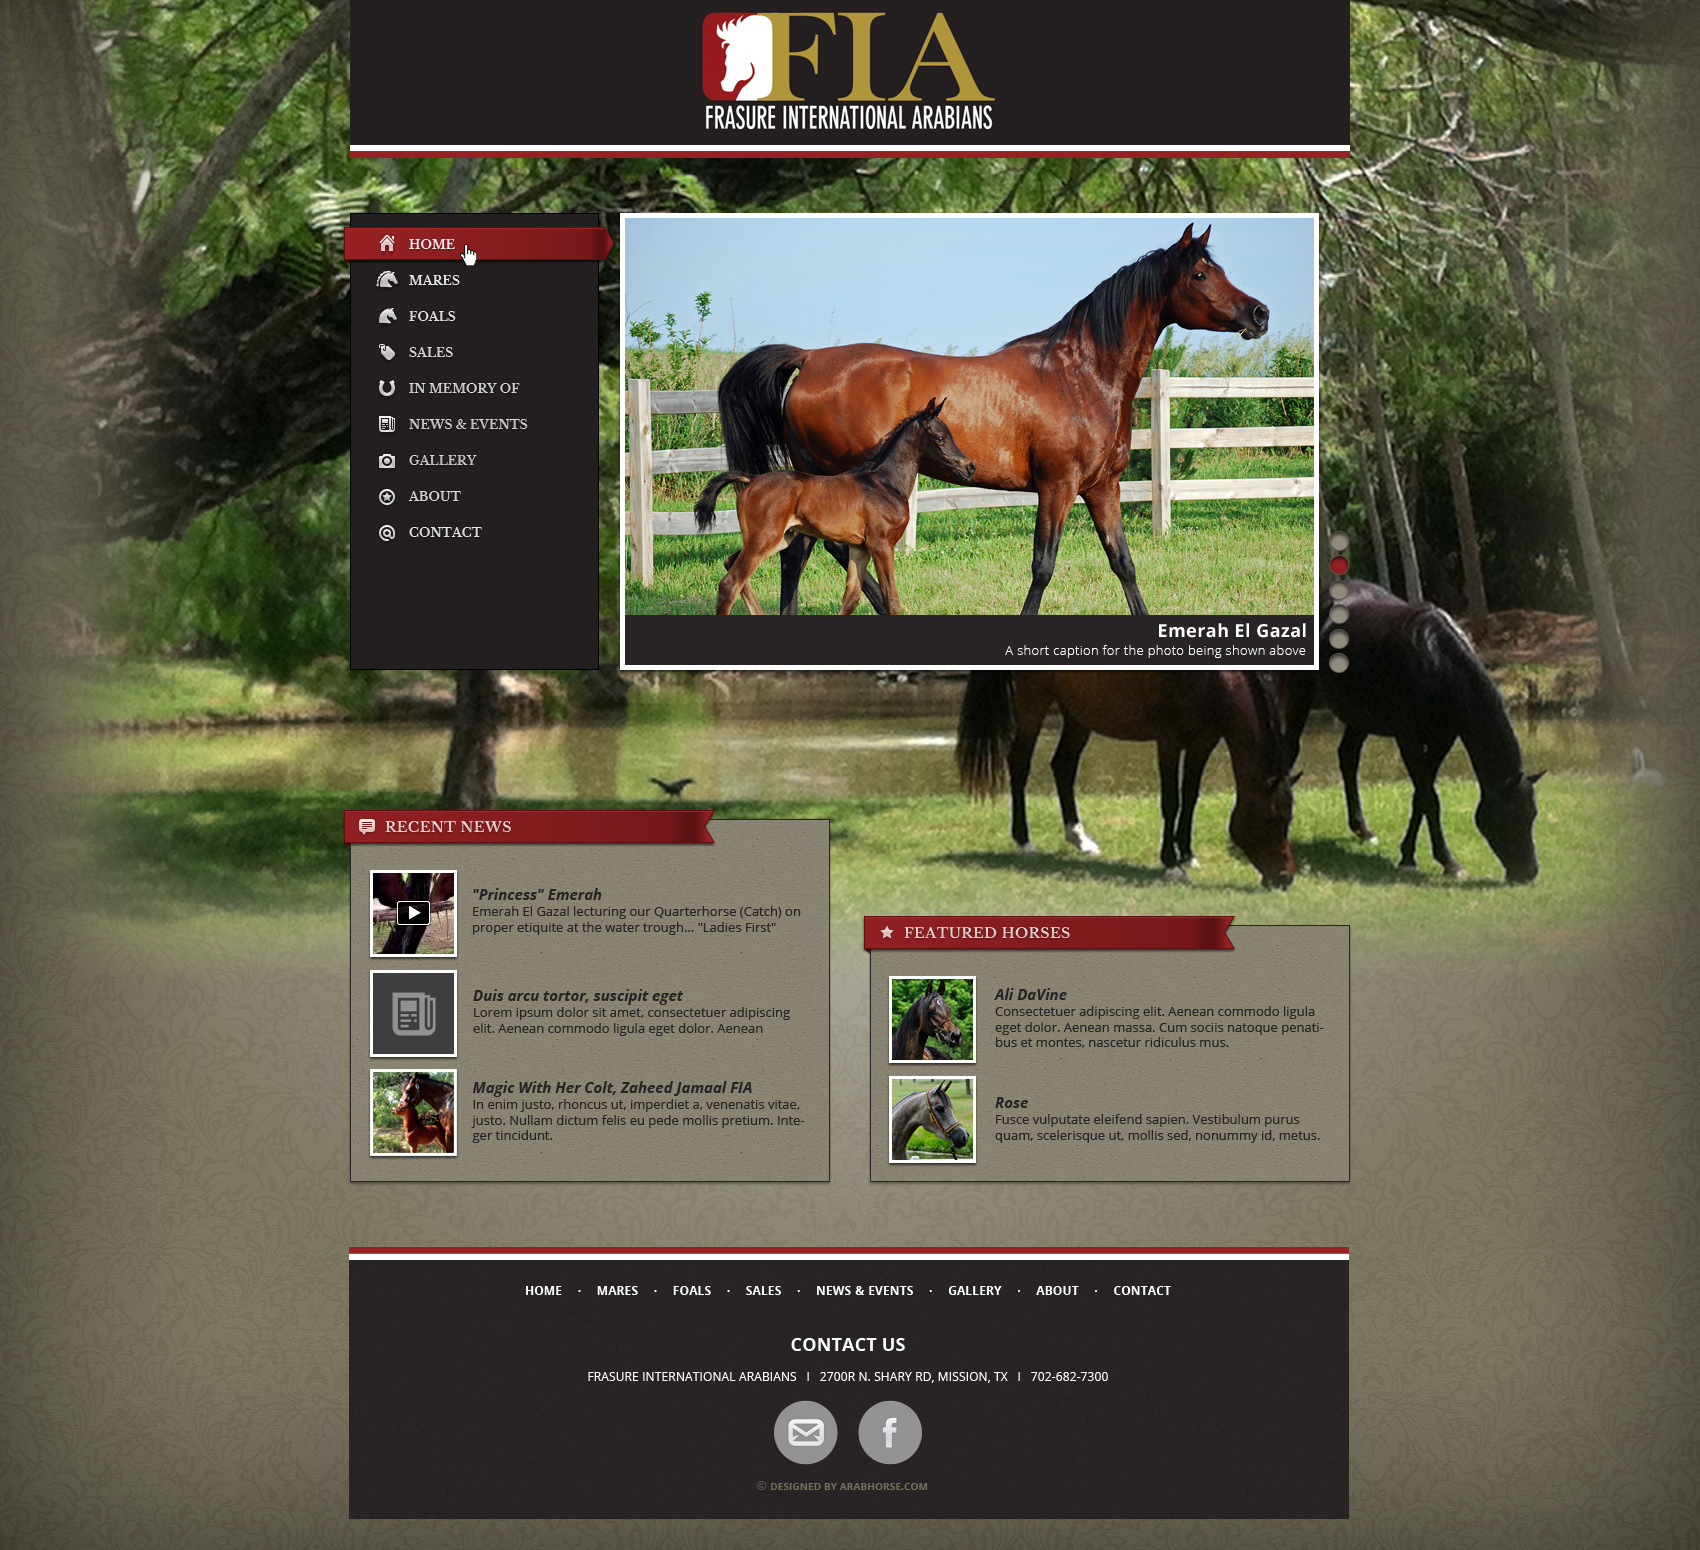 FIA
FRASURE INTERNATIONAL ARABIANS
HOME
MARES
FOALS
SALES
IN MEMORY OF
NEWS & EVENTS
GALLERY
ABOUT
CONTACT
Emerah El Gazal
A short caption for the photo being shown above
RECENT NEWS
"Princess" Emerah
Emerah El Gazal lecturing our Quarterhorse (Catch) on
proper etiquite at the water trough... "Ladies First"
Duis arcu tortor, suscipit eget
Lorem ipsum dolor sit amet, consectetuer adipiscing
elit. Aenean commodo ligula eget dolor. Aenean
Magic With Her Colt, Zaheed Jamaal FIA
In enim justo, rhoncus ut, imperdiet a, venenatis vitae,
justo. Nullam dictum felis eu pede mollis pretium. Inte-
ger tincidunt.
FEATURED HORSES
Ali DaVine
Consectetuer adipiscing elit. Aenean commodo ligula
eget dolor. Aenean massa. Cum sociis natoque penati-
bus et montes, nascetur ridiculus mus.
Rose
Fusce vulputate eleifend sapien. Vestibulum purus
quam, scelerisque ut, mollis sed, nonummy id, metus.
HOME · MARES · FOALS · SALES · NEWS & EVENTS · GALLERY · ABOUT · CONTACT
CONTACT US
FRASURE INTERNATIONAL ARABIANS | 2700R N. SHARY RD, MISSION, TX | 702-682-7300
© DESIGNED BY ARABHORSE.COM